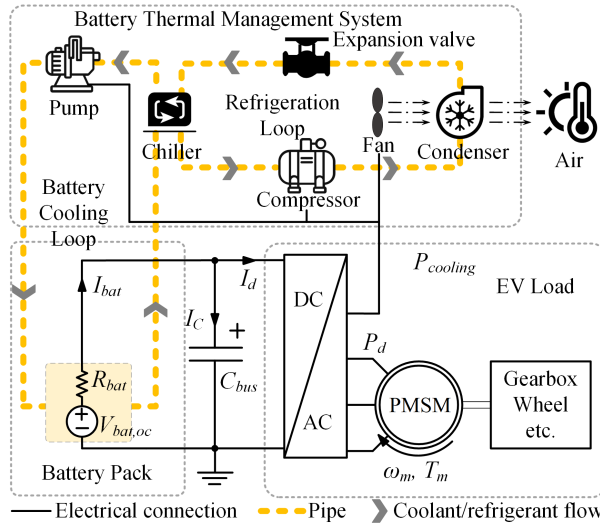 Battery Thermal Management System
Expansion valve
Pump
Refrigeration
Loop
Chiller
Fan
Condenser
Air
Compressor
Battery
Cooling
Loop
P_cooling
EV Load
I_bat
I_d
DC
I_C
+
P_d
C_bus
R_bat
+
−
V_bat,oc
AC
PMSM
Gearbox
Wheel
etc.
Battery Pack
ω_m, T_m
Electrical connection
Pipe
Coolant/refrigerant flow